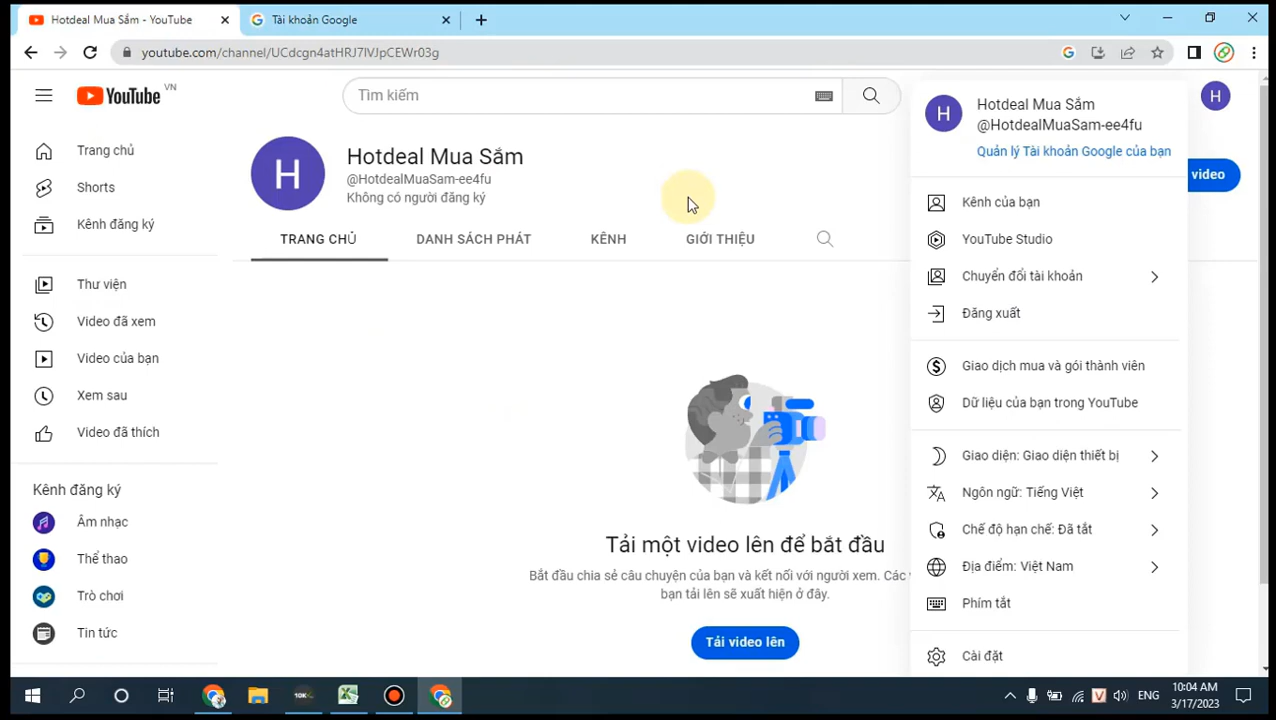 Hotdeal Mua Sắm - YouTube
Tài khoản Google
youtube.com/channel/UCdcgn4atHRJ7IVJpCEWr03g
YouTube VN
Tìm kiếm
H
Trang chủ
Shorts
Kênh đăng ký
Thư viện
Video đã xem
Video của bạn
Xem sau
Video đã thích
Kênh đăng ký
Âm nhạc
Thể thao
Trò chơi
Tin tức
H
Hotdeal Mua Sắm
@HotdealMuaSam-ee4fu
Không có người đăng ký
TRANG CHỦ
DANH SÁCH PHÁT
KÊNH
GIỚI THIỆU
Tải một video lên để bắt đầu
Bắt đầu chia sẻ câu chuyện của bạn và kết nối với người xem. Các
bạn tải lên sẽ xuất hiện ở đây.
Tải video lên
video
H
Hotdeal Mua Sắm
@HotdealMuaSam-ee4fu
Quản lý Tài khoản Google của bạn
Kênh của bạn
YouTube Studio
Chuyển đổi tài khoản
Đăng xuất
Giao dịch mua và gói thành viên
Dữ liệu của bạn trong YouTube
Giao diện: Giao diện thiết bị
Ngôn ngữ: Tiếng Việt
Chế độ hạn chế: Đã tắt
Địa điểm: Việt Nam
Phím tắt
Cài đặt
10K
V
ENG
10:04 AM
3/17/2023